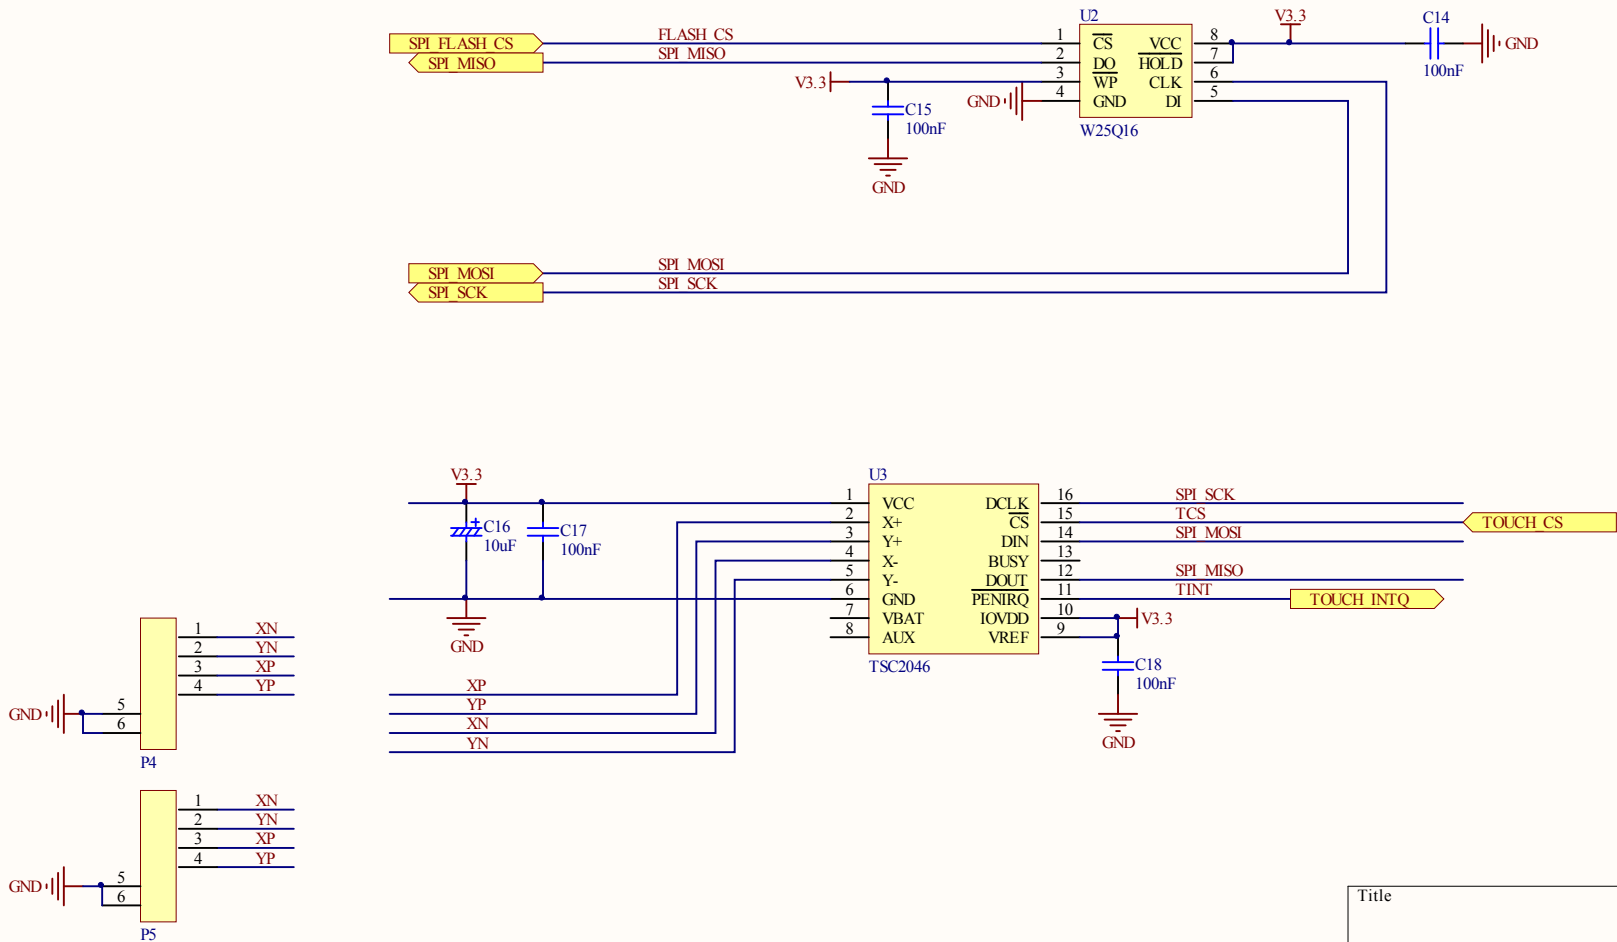 U2
V3.3
C14
SPI_FLASH_CS
FLASH_CS
1
CS
VCC
8
GND
SPI_MISO
SPI_MISO
2
DO
HOLD
7
100nF
V3.3
3
WP
CLK
6
C15
GND
4
GND
DI
5
100nF
W25Q16
GND
SPI_MOSI
SPI_MOSI
SPI_SCK
SPI_SCK
V3.3
U3
1
VCC
DCLK
16
SPI_SCK
2
X+
CS
15
TCS
TOUCH_CS
+
C16
C17
3
Y+
DIN
14
SPI_MOSI
10uF
100nF
4
X-
BUSY
13
5
Y-
DOUT
12
SPI_MISO
6
GND
PENIRQ
11
TINT
TOUCH_INTQ
7
VBAT
IOVDD
10
V3.3
8
AUX
VREF
9
GND
TSC2046
C18
100nF
GND
1
XN
2
YN
3
XP
4
YP
GND
5
6
P4
XP
YP
XN
YN
1
XN
2
YN
3
XP
4
YP
GND
5
6
P5
Title